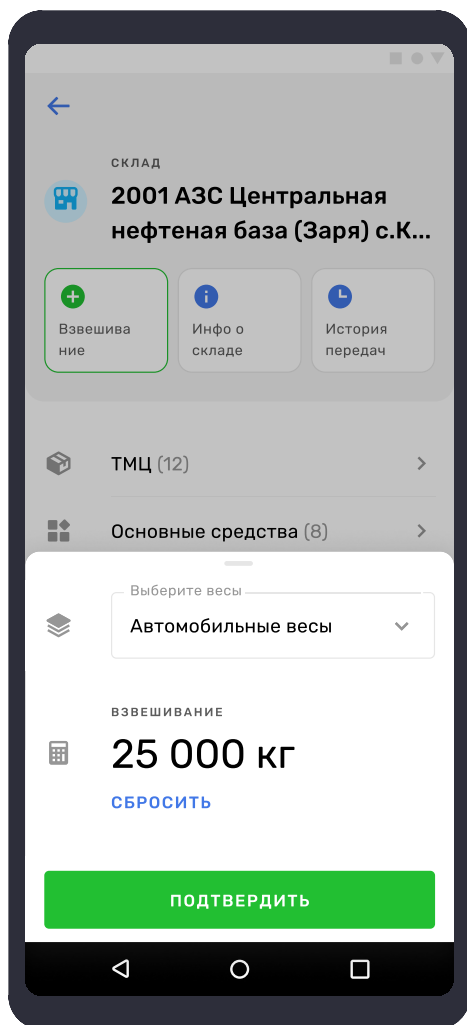 СКЛАД
2001 АЗС Центральная
нефтеная база (Заря) с.К...
Взвешива
ние
Инфо о
складе
История
передач
ТМЦ (12)
Основные средства (8)
Выберите весы
Автомобильные весы
ВЗВЕШИВАНИЕ
25 000 кг
СБРОСИТЬ
ПОДТВЕРДИТЬ